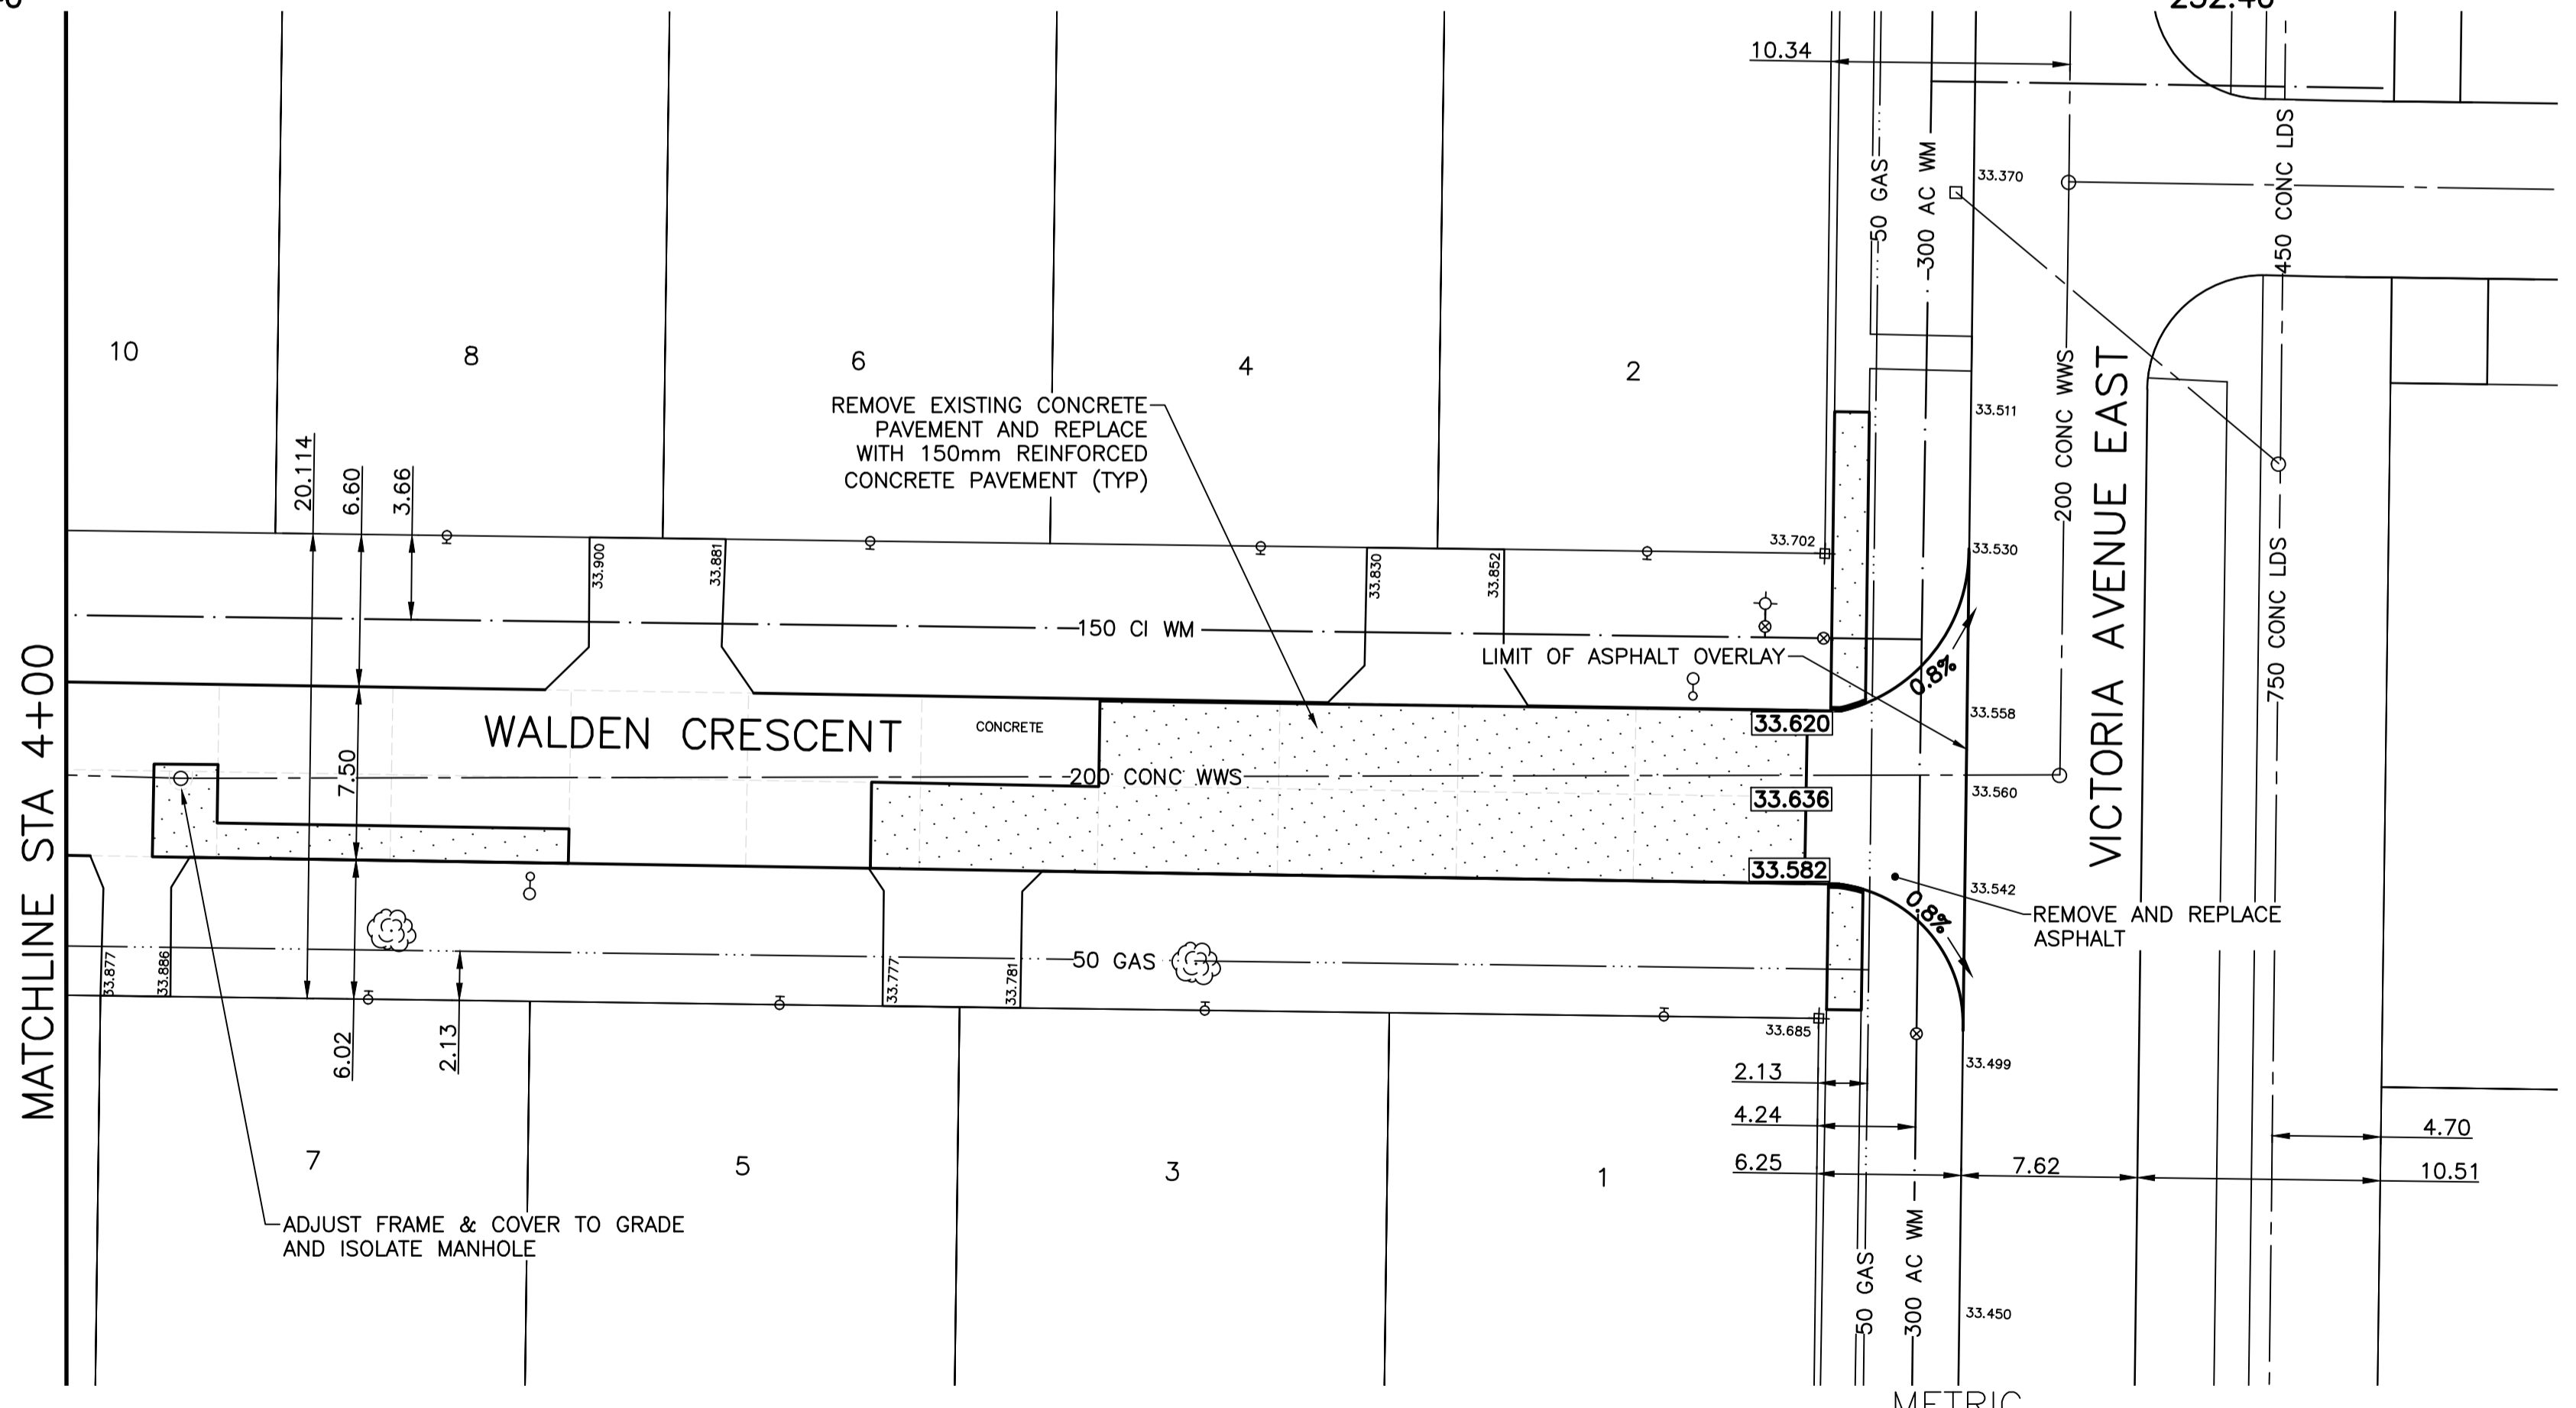 10.34
450 CONC LDS
50 GAS
300 AC WM
33.370
10
8
6
4
2
REMOVE EXISTING CONCRETE
PAVEMENT AND REPLACE
WITH 150mm REINFORCED
CONCRETE PAVEMENT (TYP)
33.511
200 CONC WWS
VICTORIA AVENUE EAST
20.114
6.60
3.66
33.900
33.881
33.830
33.852
33.702
33.530
750 CONC LDS
150 CI WM
LIMIT OF ASPHALT OVERLAY
0.8%
MATCHLINE STA 4+00
WALDEN CRESCENT
CONCRETE
33.620
33.558
7.50
200 CONC WWS
33.636
33.560
33.582
33.542
0.8%
REMOVE AND REPLACE
ASPHALT
33.877
33.886
33.777
33.781
50 GAS
33.685
6.02
2.13
33.499
2.13
4.24
4.70
6.25
7.62
10.51
7
5
3
1
ADJUST FRAME & COVER TO GRADE
AND ISOLATE MANHOLE
50 GAS
300 AC WM
33.450
METRIC